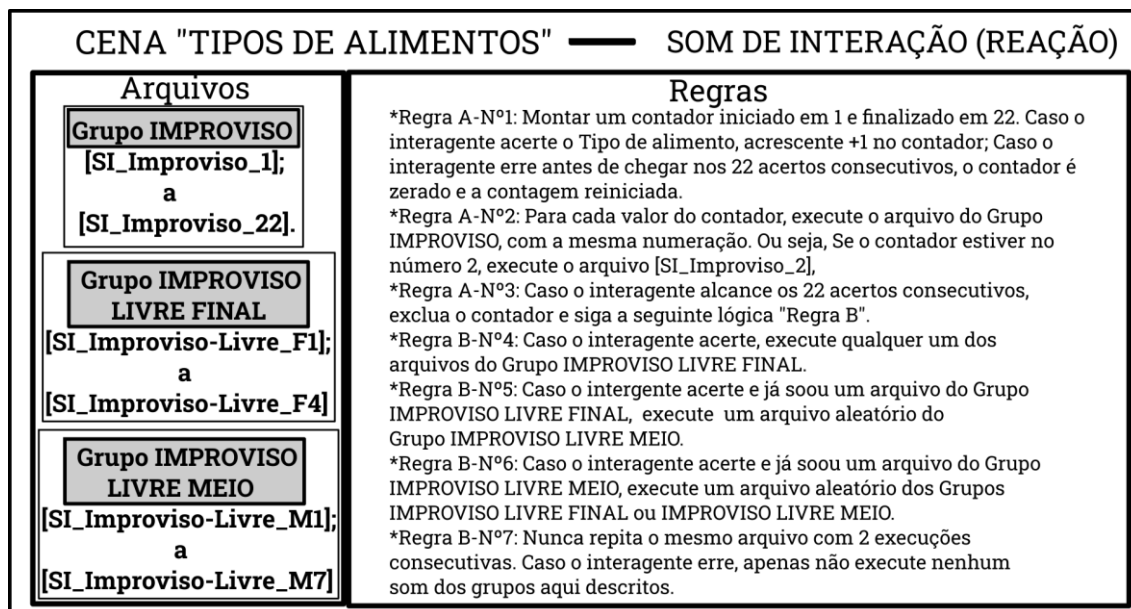 CENA "TIPOS DE ALIMENTOS" — SOM DE INTERAÇÃO (REAÇÃO)
Arquivos
Grupo IMPROVISO
[SI_Improviso_1];
a
[SI_Improviso_22].
Grupo IMPROVISO
LIVRE FINAL
[SI_Improviso-Livre_F1];
a
[SI_Improviso-Livre_F4]
Grupo IMPROVISO
LIVRE MEIO
[SI_Improviso-Livre_M1];
a
[SI_Improviso-Livre_M7]
Regras
*Regra A-Nº1: Montar um contador iniciado em 1 e finalizado em 22. Caso o
interagente acerte o Tipo de alimento, acrescente +1 no contador; Caso o
interagente erre antes de chegar nos 22 acertos consecutivos, o contador é
zerado e a contagem reiniciada.
*Regra A-Nº2: Para cada valor do contador, execute o arquivo do Grupo
IMPROVISO, com a mesma numeração. Ou seja, Se o contador estiver no
número 2, execute o arquivo [SI_Improviso_2],
*Regra A-Nº3: Caso o interagente alcance os 22 acertos consecutivos,
exclua o contador e siga a seguinte lógica "Regra B".
*Regra B-Nº4: Caso o interagente acerte, execute qualquer um dos
arquivos do Grupo IMPROVISO LIVRE FINAL.
*Regra B-Nº5: Caso o intergente acerte e já soou um arquivo do Grupo
IMPROVISO LIVRE FINAL, execute um arquivo aleatório do
Grupo IMPROVISO LIVRE MEIO.
*Regra B-Nº6: Caso o interagente acerte e já soou um arquivo do Grupo
IMPROVISO LIVRE MEIO, execute um arquivo aleatório dos Grupos
IMPROVISO LIVRE FINAL ou IMPROVISO LIVRE MEIO.
*Regra B-Nº7: Nunca repita o mesmo arquivo com 2 execuções
consecutivas. Caso o interagente erre, apenas não execute nenhum
som dos grupos aqui descritos.